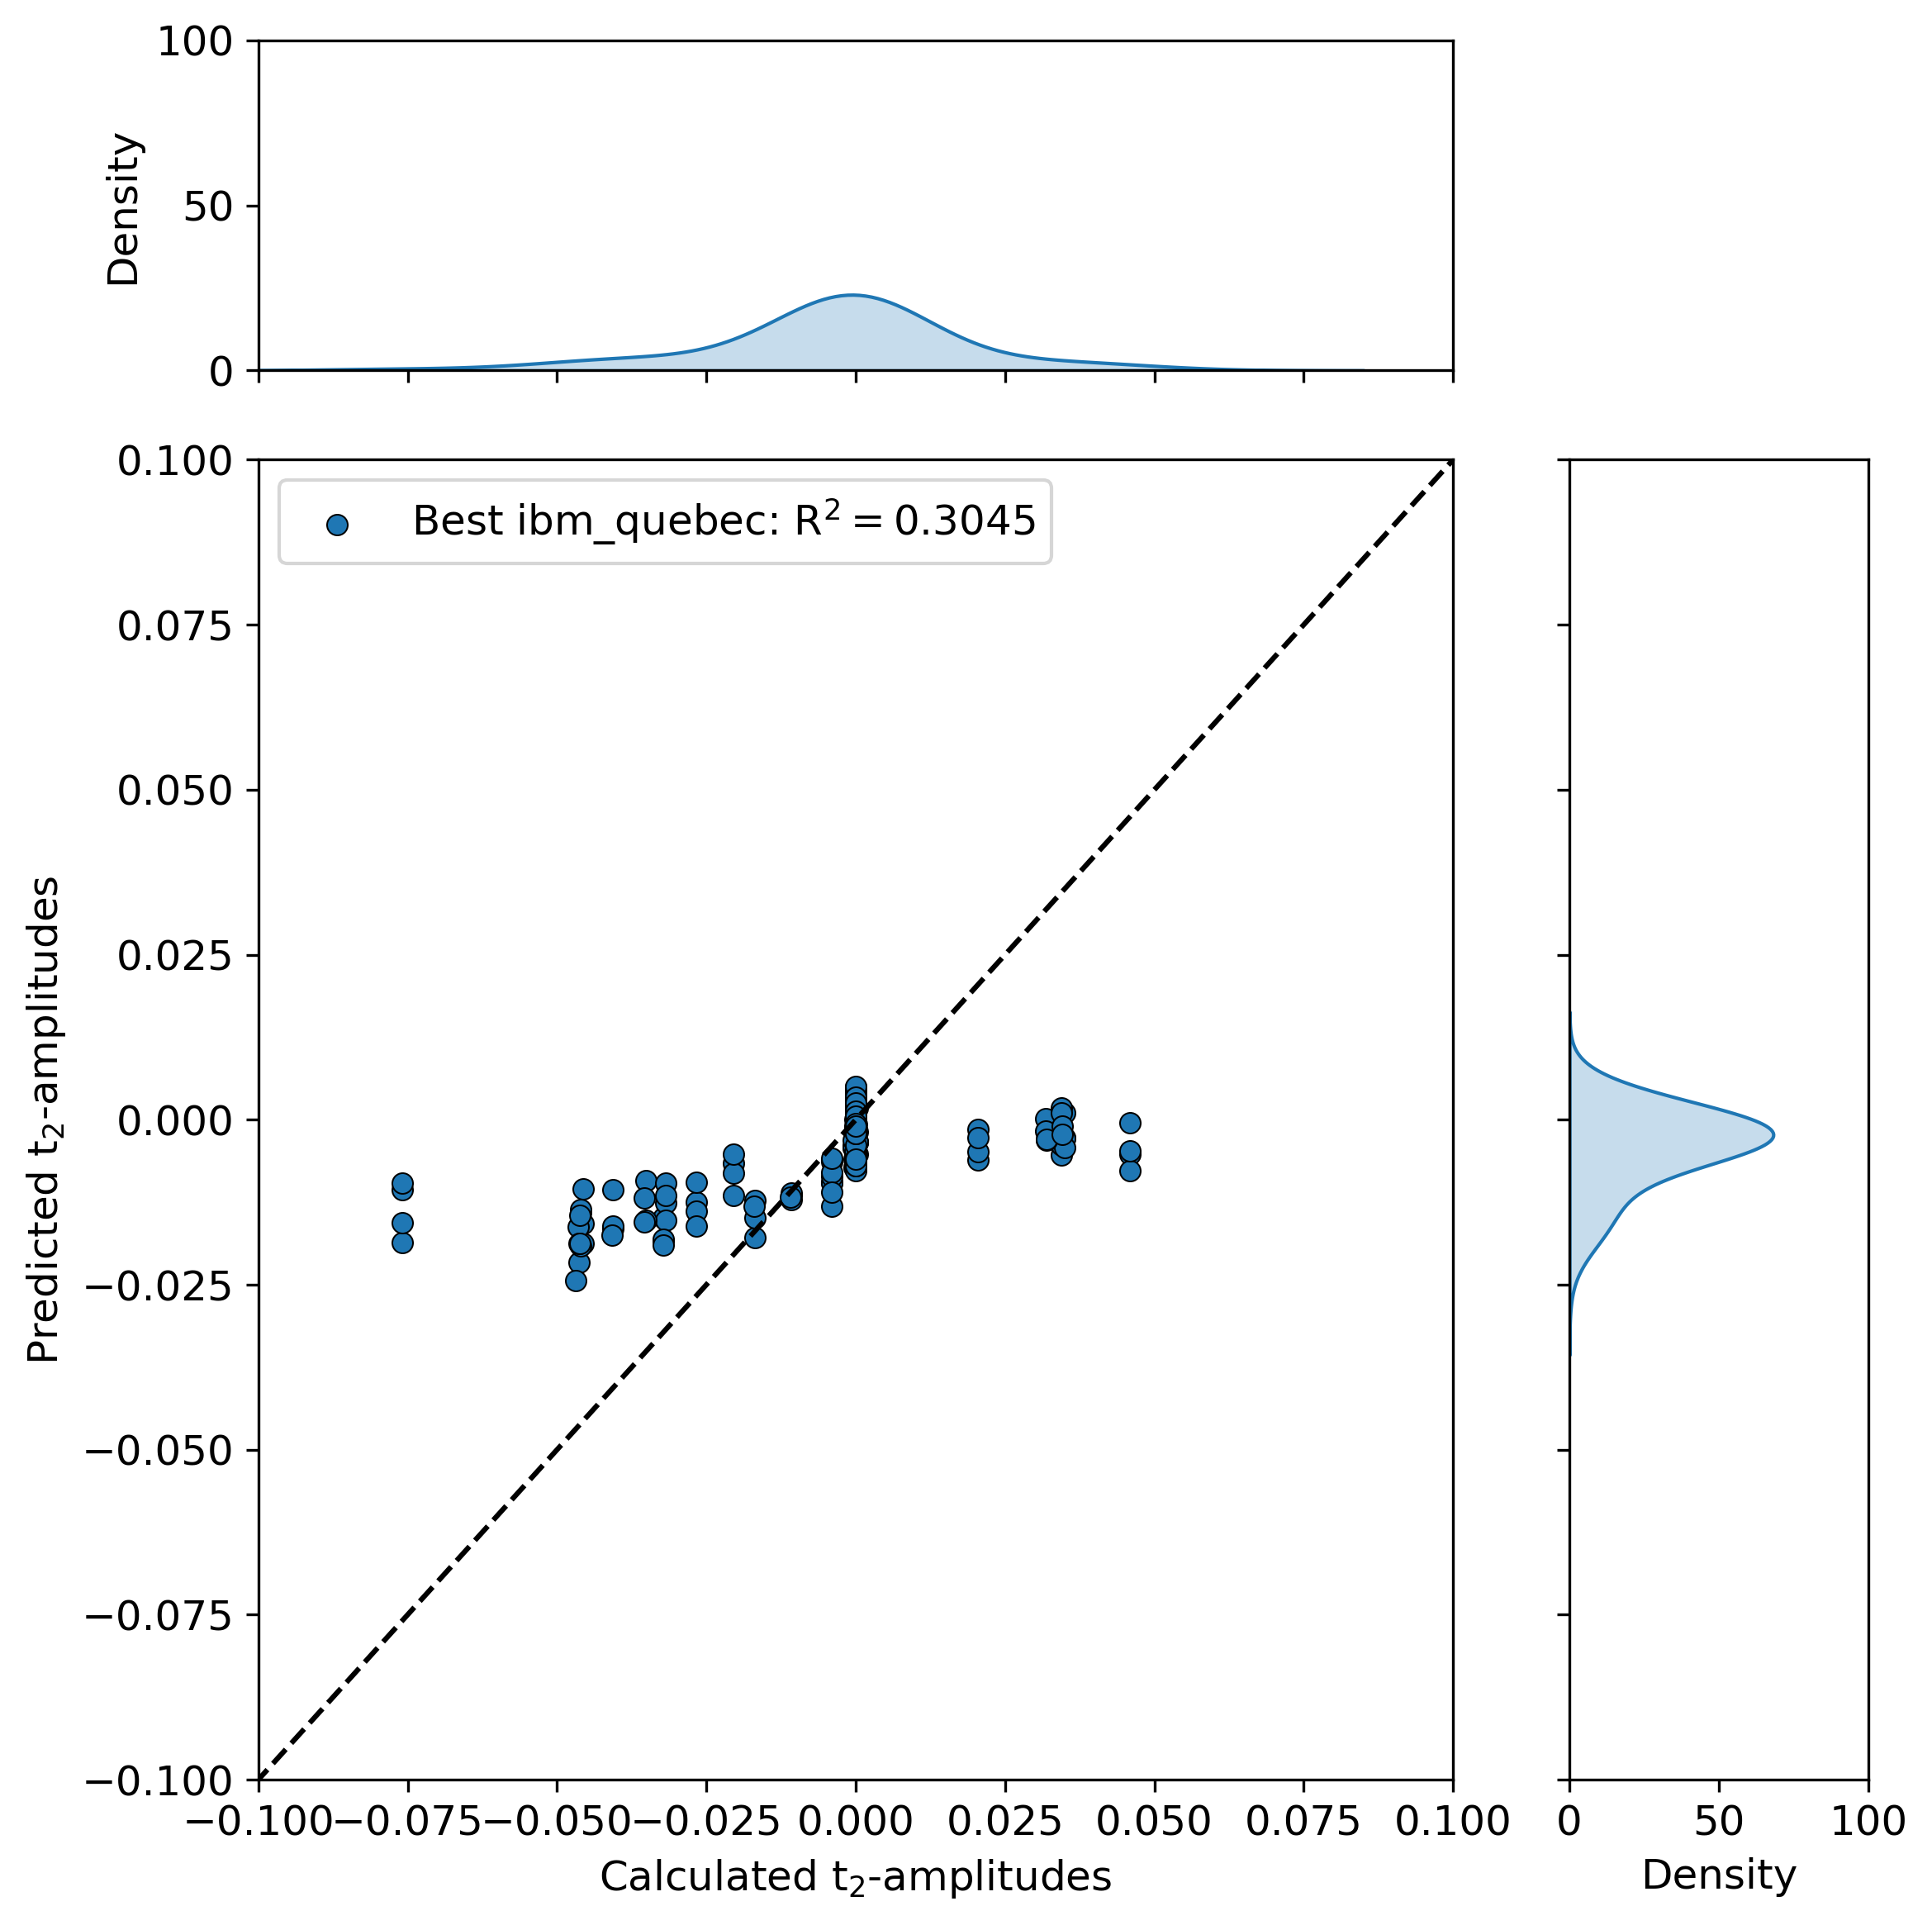 100
50
0
Density
0.100
0.075
0.050
0.025
0.000
−0.025
−0.050
−0.075
−0.100
Predicted t₂-amplitudes
Best ibm_quebec: R² = 0.3045
−0.100 −0.075 −0.050 −0.025 0.000 0.025 0.050 0.075 0.100
Calculated t₂-amplitudes
0 50 100
Density